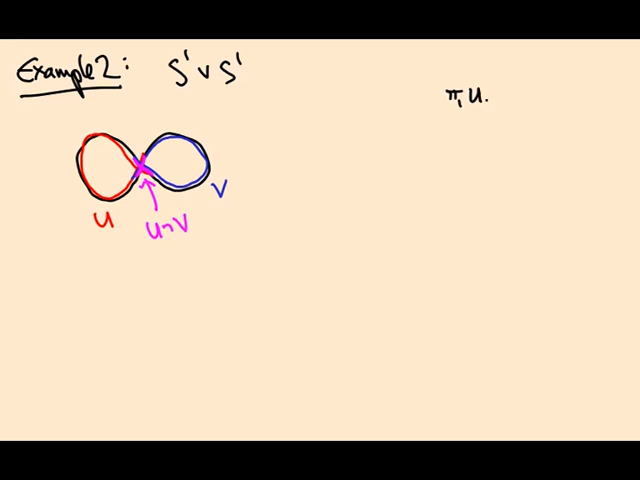 Example 2: S¹ ∨ S¹
π₁U.
U
V
U∩V